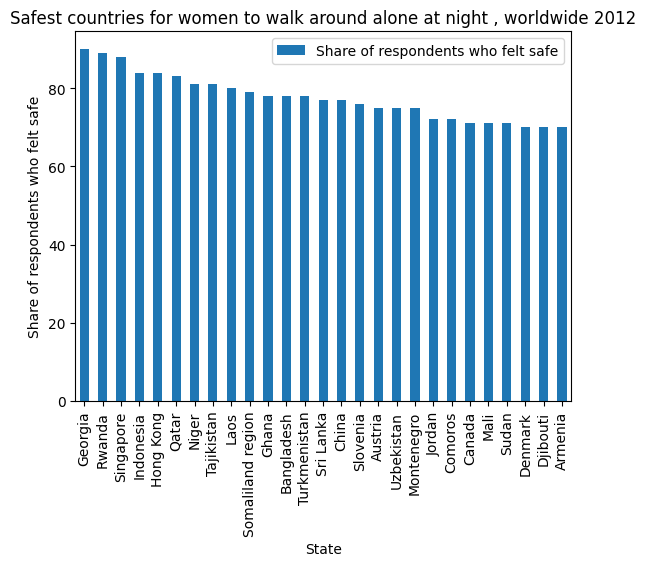 Safest countries for women to walk around alone at night , worldwide 2012
Share of respondents who felt safe
Share of respondents who felt safe
80
60
40
20
0
Georgia
Rwanda
Singapore
Indonesia
Hong Kong
Qatar
Niger
Tajikistan
Laos
Somaliland region
Ghana
Bangladesh
Turkmenistan
Sri Lanka
China
Slovenia
Austria
Uzbekistan
Montenegro
Jordan
Comoros
Canada
Mali
Sudan
Denmark
Djibouti
Armenia
State